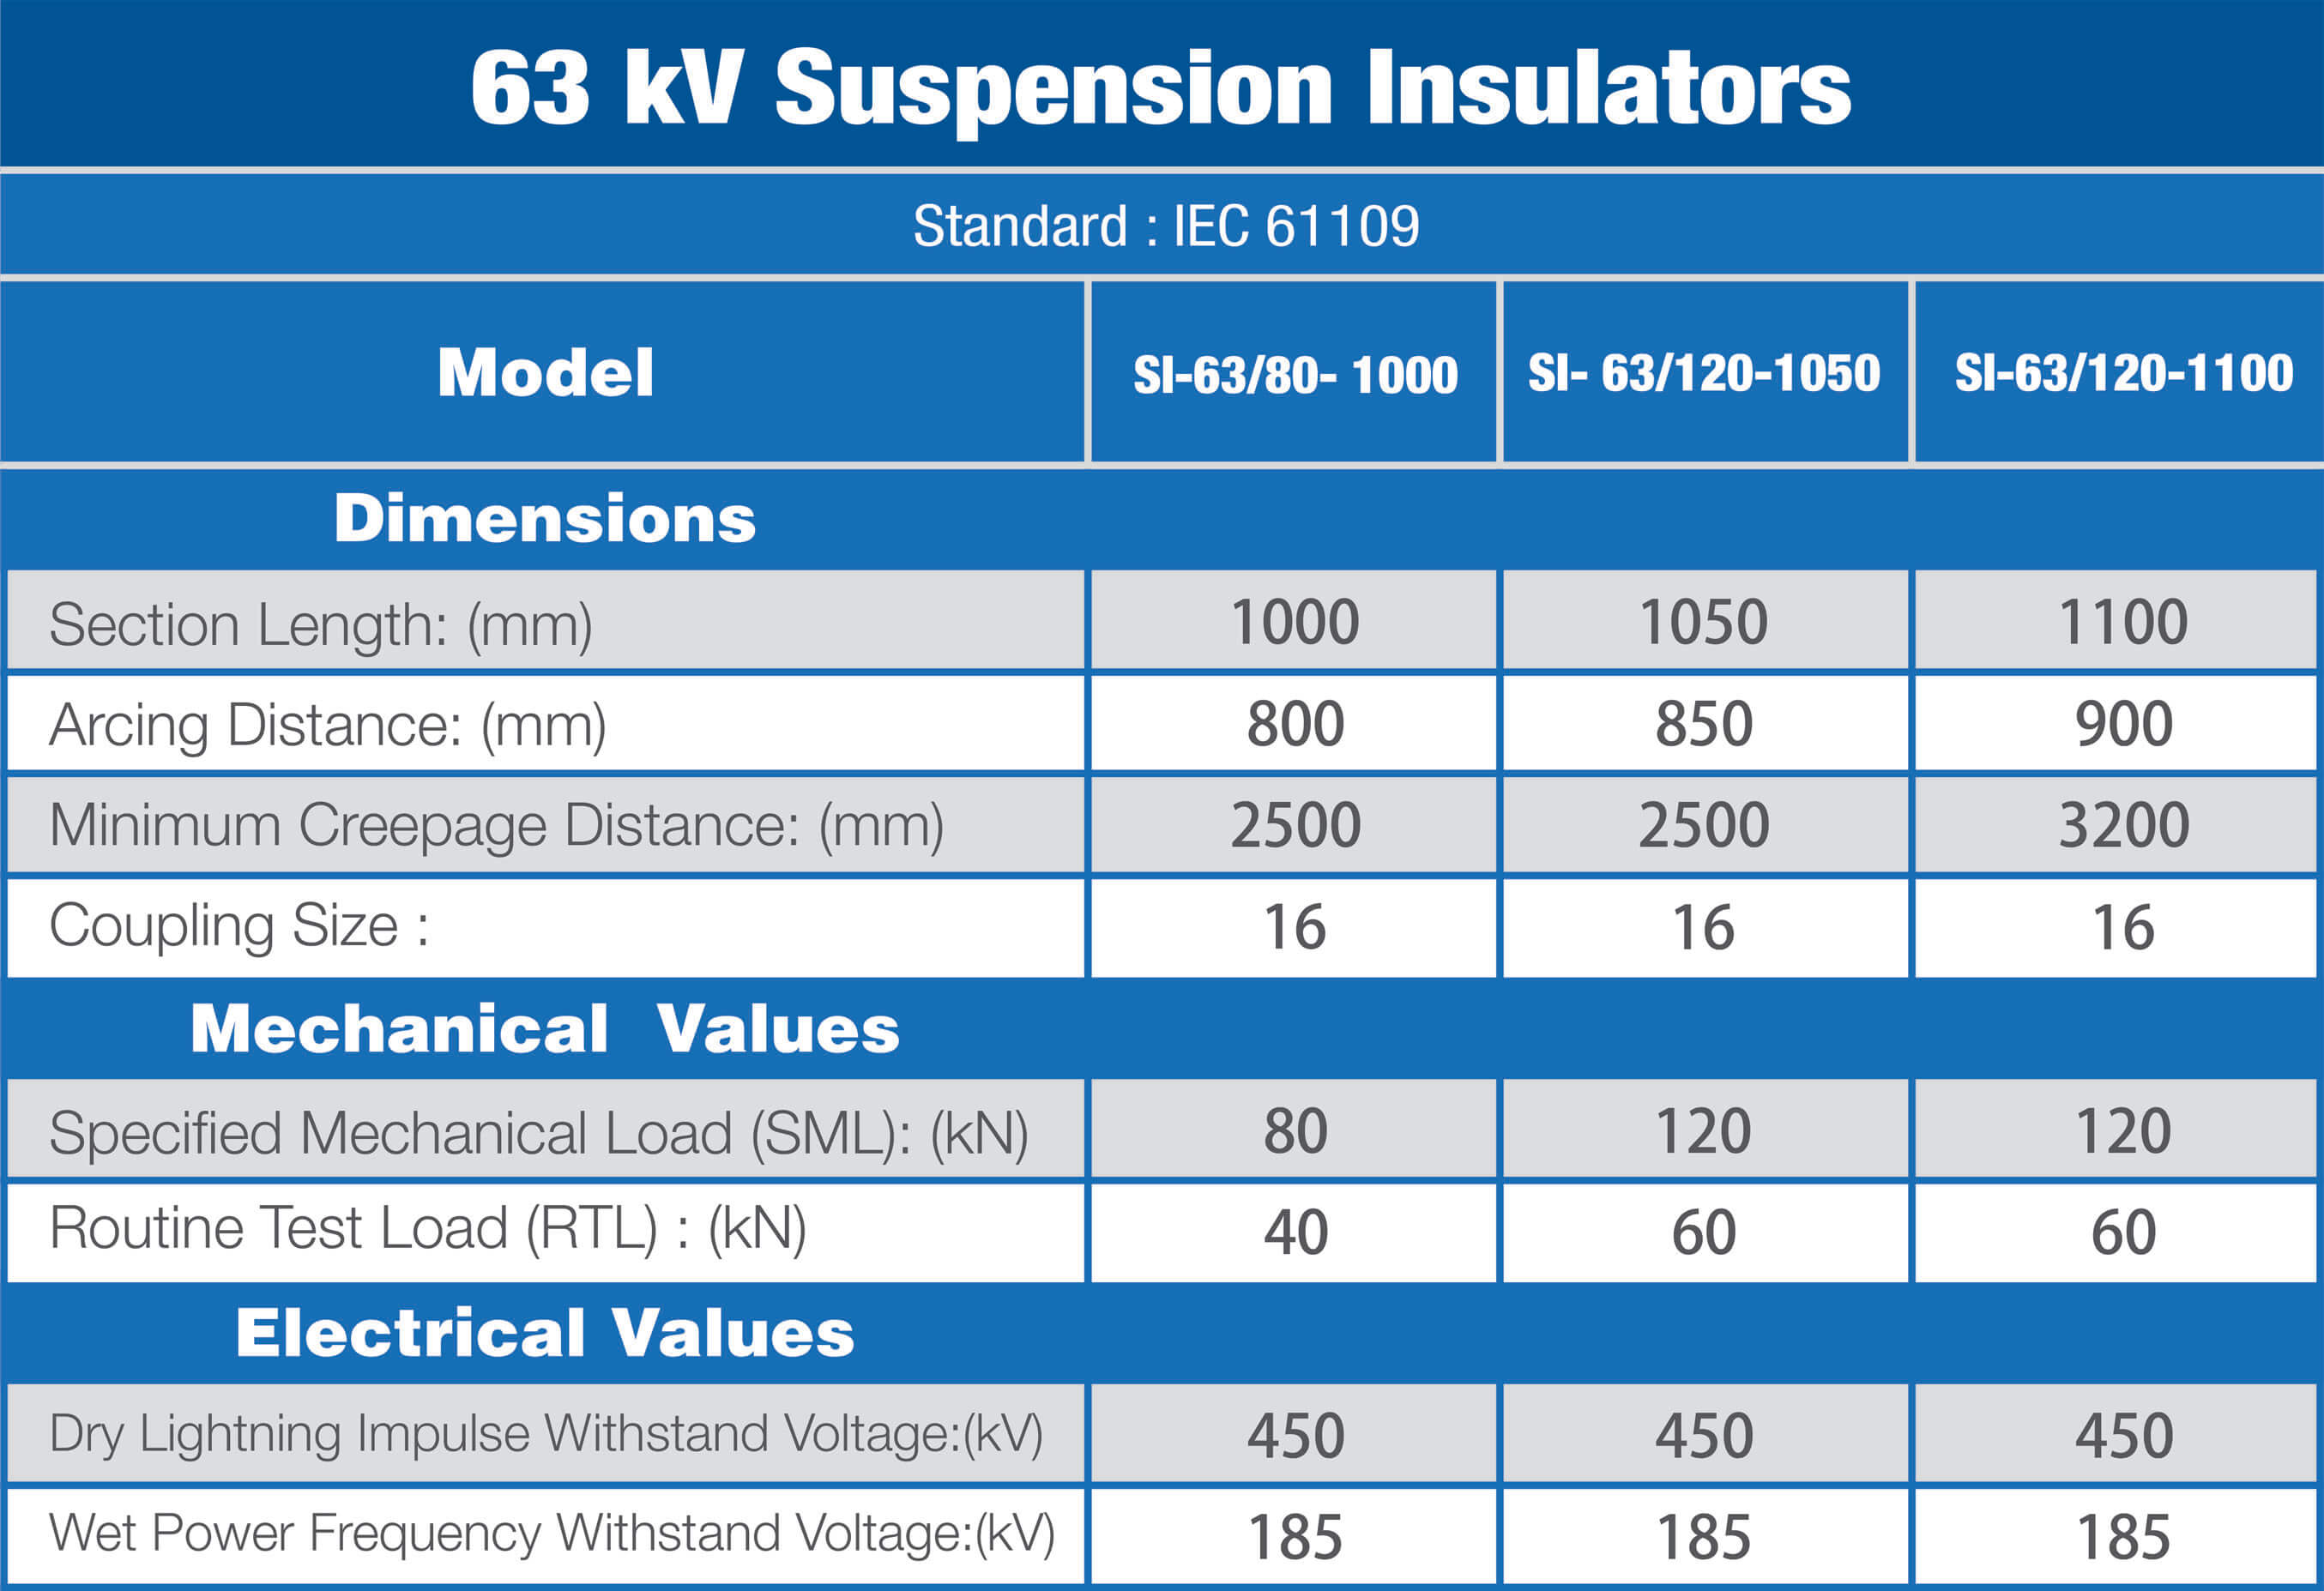 63 kV Suspension Insulators
Standard : IEC 61109
Model SI-63/80- 1000 SI- 63/120-1050 SI-63/120-1100
Dimensions
Section Length: (mm) 1000 1050 1100
Arcing Distance: (mm) 800 850 900
Minimum Creepage Distance: (mm) 2500 2500 3200
Coupling Size : 16 16 16
Mechanical Values
Specified Mechanical Load (SML): (kN) 80 120 120
Routine Test Load (RTL) : (kN) 40 60 60
Electrical Values
Dry Lightning Impulse Withstand Voltage:(kV) 450 450 450
Wet Power Frequency Withstand Voltage:(kV) 185 185 185